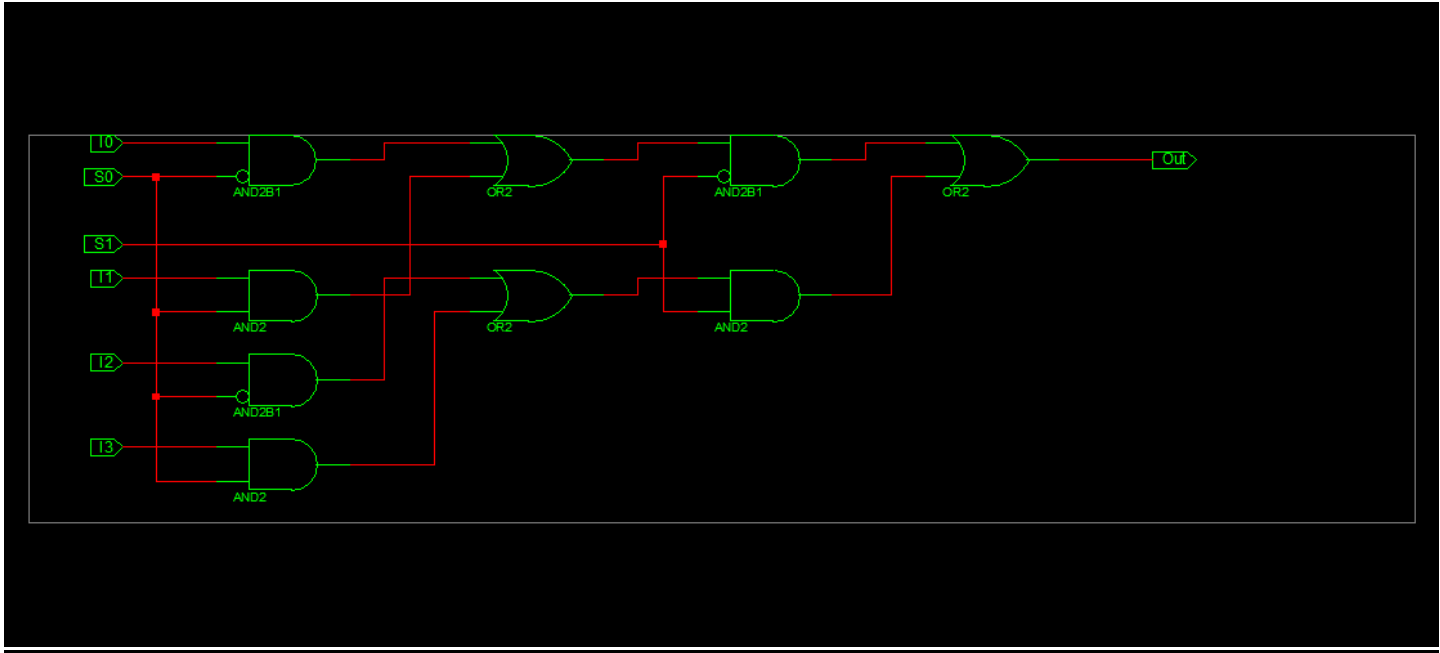 I0
S0
AND2B1
OR2
AND2B1
OR2
Out
S1
I1
AND2
OR2
AND2
I2
AND2B1
I3
AND2